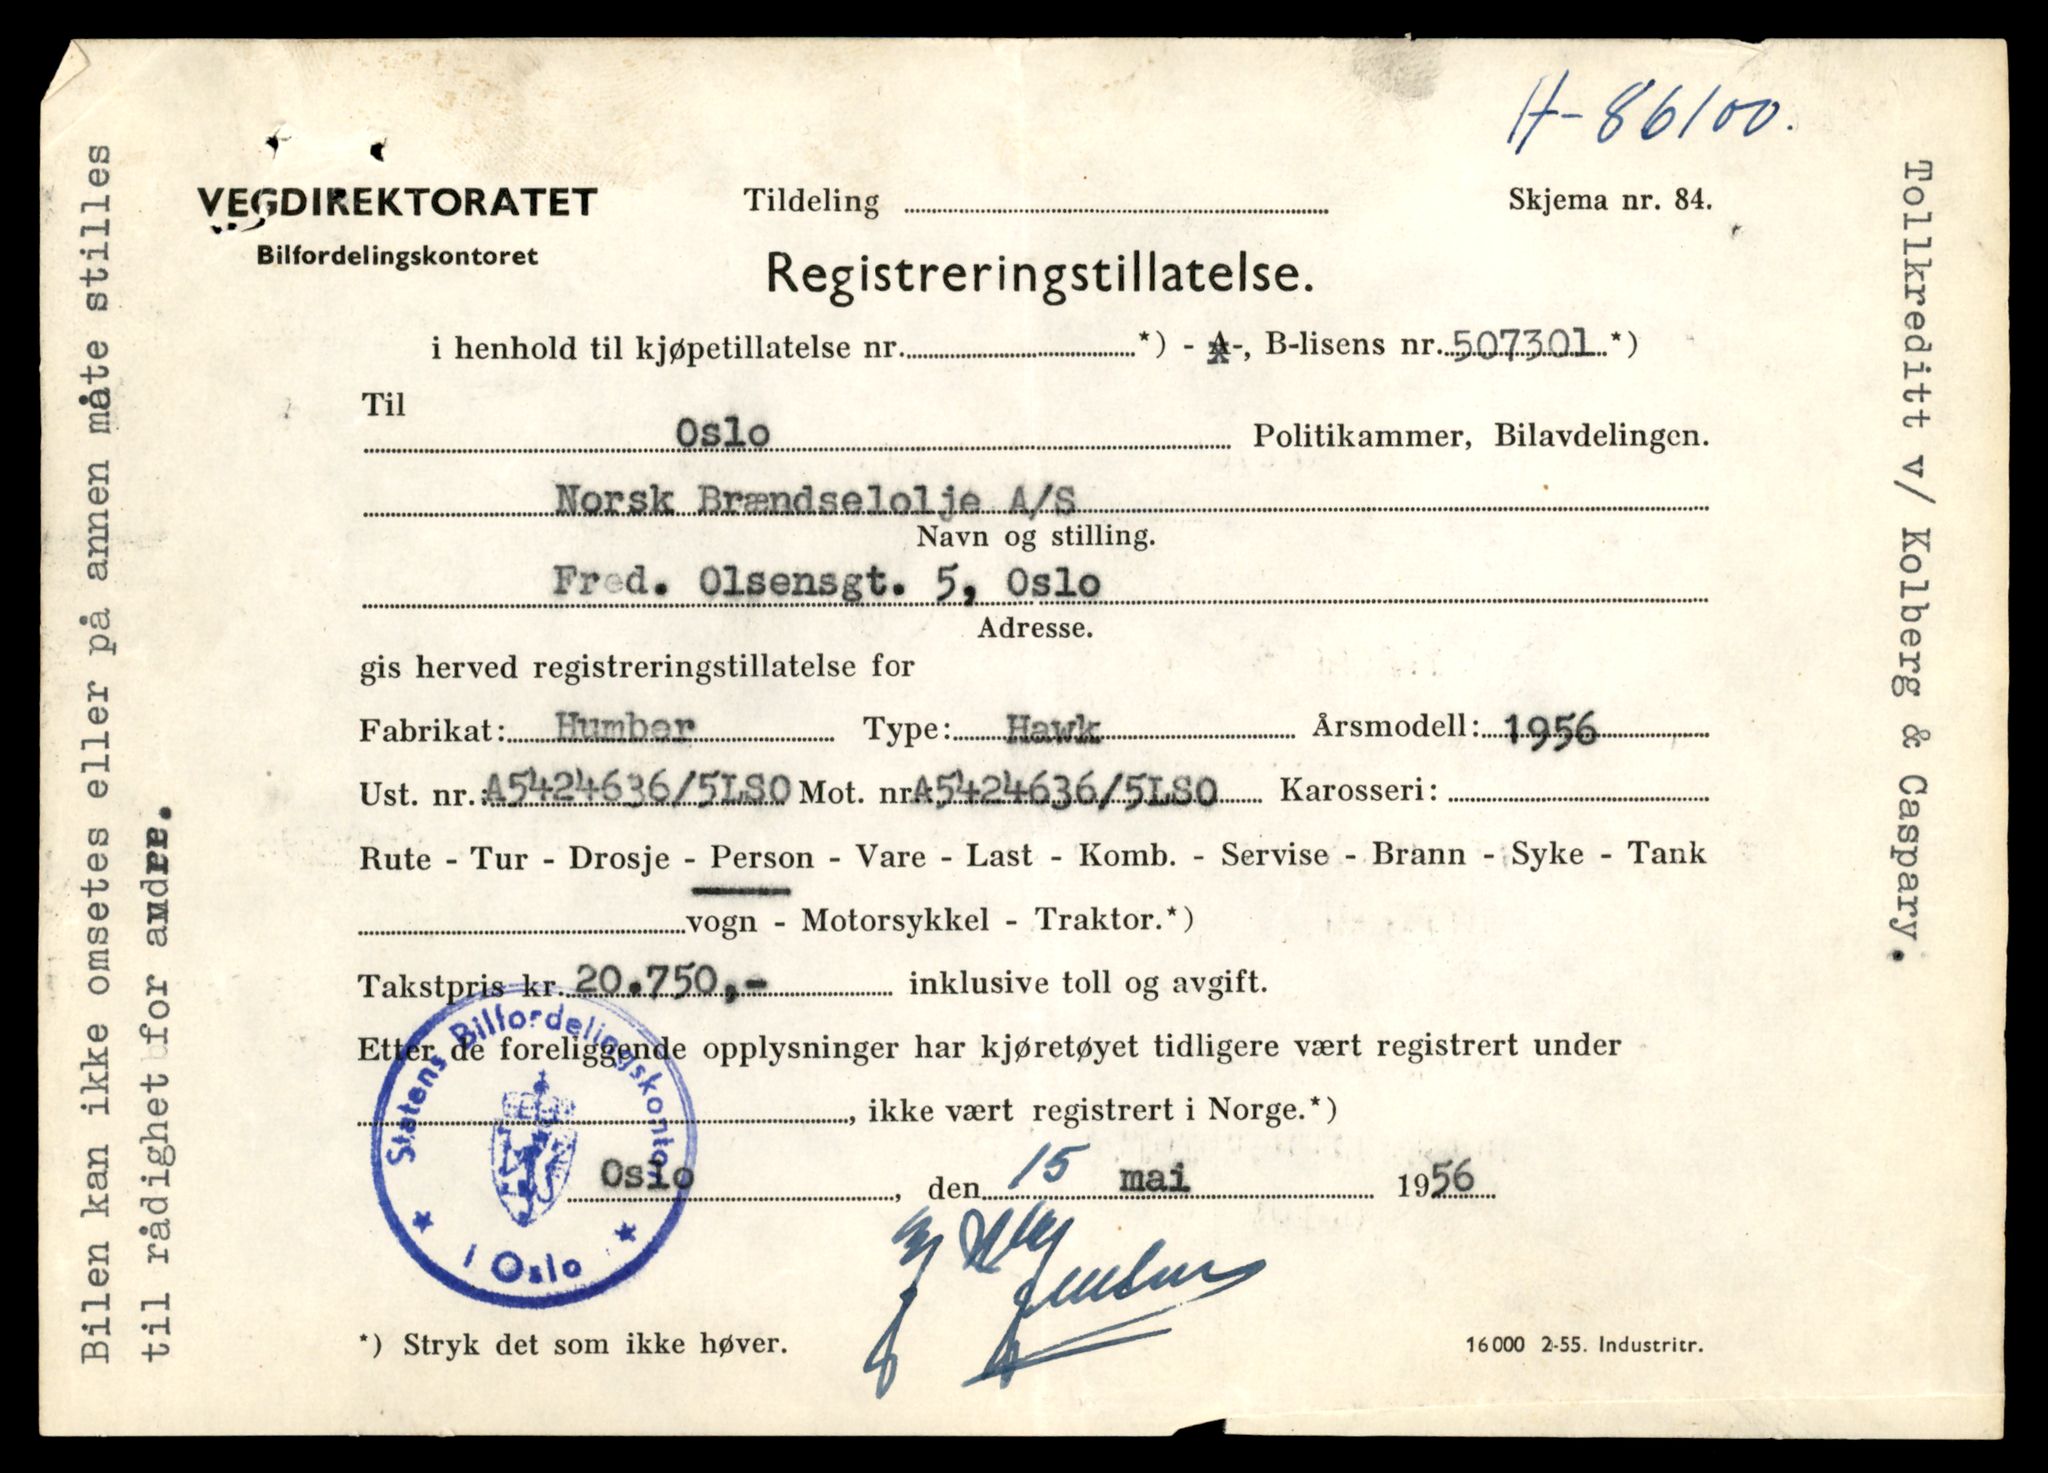 H-86100.
VEGDIREKTORATET
Bilfordelingskontoret
Tildeling
Skjema nr. 84.
Registreringstillatelse.
i henhold til kjøpetillatelse nr. *) - A-, B-lisens nr. 507301 *)
Til
Oslo Politikammer, Bilavdelingen.
Norsk Brændselolje A/S
Navn og stilling.
Fred. Olsensgt. 5, Oslo
Adresse.
gis herved registreringstillatelse for
Fabrikat: Humber Type: Hawk Årsmodell: 1956
Ust. nr.: A5424636/5LSO Mot. nr. A5424636/5LSO Karosseri:
Rute - Tur - Drosje - Person - Vare - Last - Komb. - Servise - Brann - Syke - Tank
vogn - Motorsykkel - Traktor.*)
Takstpris kr. 20.750,- inklusive toll og avgift.
Etter de foreliggende opplysninger har kjøretøyet tidligere vært registrert under
, ikke vært registrert i Norge.*)
Oslo, den 15 mai 1956
Statens Bilfordelingskontor
i Oslo
*) Stryk det som ikke høver.
16000 2-55. Industritr.
Bilen kan ikke omsetes eller på annen måte stilles
til rådighet for andre.
Tollkreditt v/ Kolberg & Caspary.